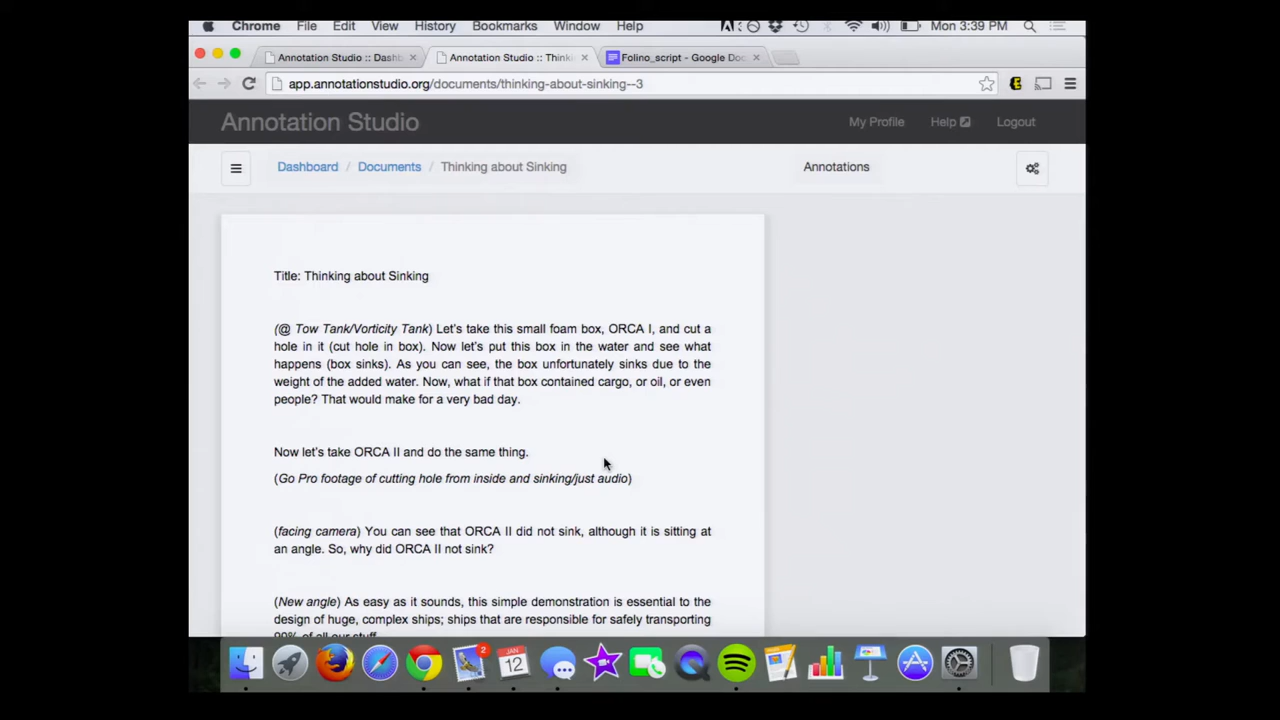 Chrome File Edit View History Bookmarks Window Help Mon 3:39 PM
Annotation Studio :: Dashb Annotation Studio :: Thinki Folino_script - Google Doc
app.annotationstudio.org/documents/thinking-about-sinking--3
Annotation Studio My Profile Help Logout
Dashboard / Documents / Thinking about Sinking Annotations
Title: Thinking about Sinking
(@ Tow Tank/Vorticity Tank) Let's take this small foam box, ORCA I, and cut a
hole in it (cut hole in box). Now let's put this box in the water and see what
happens (box sinks). As you can see, the box unfortunately sinks due to the
weight of the added water. Now, what if that box contained cargo, or oil, or even
people? That would make for a very bad day.
Now let's take ORCA II and do the same thing.
(Go Pro footage of cutting hole from inside and sinking/just audio)
(facing camera) You can see that ORCA II did not sink, although it is sitting at
an angle. So, why did ORCA II not sink?
(New angle) As easy as it sounds, this simple demonstration is essential to the
design of huge, complex ships; ships that are responsible for safely transporting
90% of all our stuff.
2
JAN
12